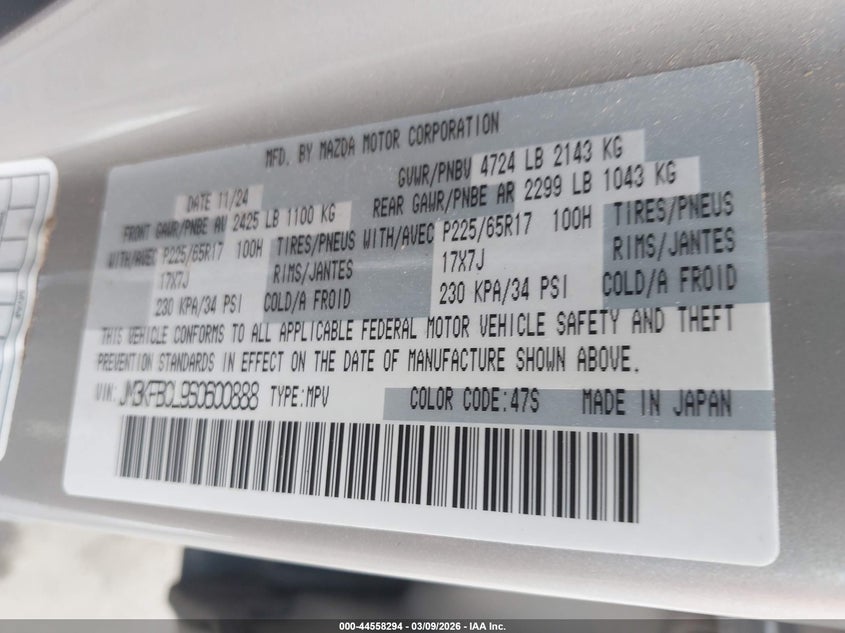 MFD. BY MAZDA MOTOR CORPORATION
DATE 11/24 GVWR/PNBV 4724 LB 2143 KG
FRONT GAWR/PNBE AV 2425 LB 1100 KG REAR GAWR/PNBE AR 2299 LB 1043 KG
WITH/AVEC P225/65R17 100H TIRES/PNEUS WITH/AVEC P225/65R17 100H TIRES/PNEUS
17X7J RIMS/JANTES 17X7J RIMS/JANTES
230 KPA/34 PSI COLD/A FROID 230 KPA/34 PSI COLD/A FROID
THIS VEHICLE CONFORMS TO ALL APPLICABLE FEDERAL MOTOR VEHICLE SAFETY AND THEFT
PREVENTION STANDARDS IN EFFECT ON THE DATE OF MANUFACTURE SHOWN ABOVE.
VIN: JM3KFBCL9S0600888 TYPE:MPV COLOR CODE:47S MADE IN JAPAN
000-44558294 - 03/09/2026 - IAA Inc.